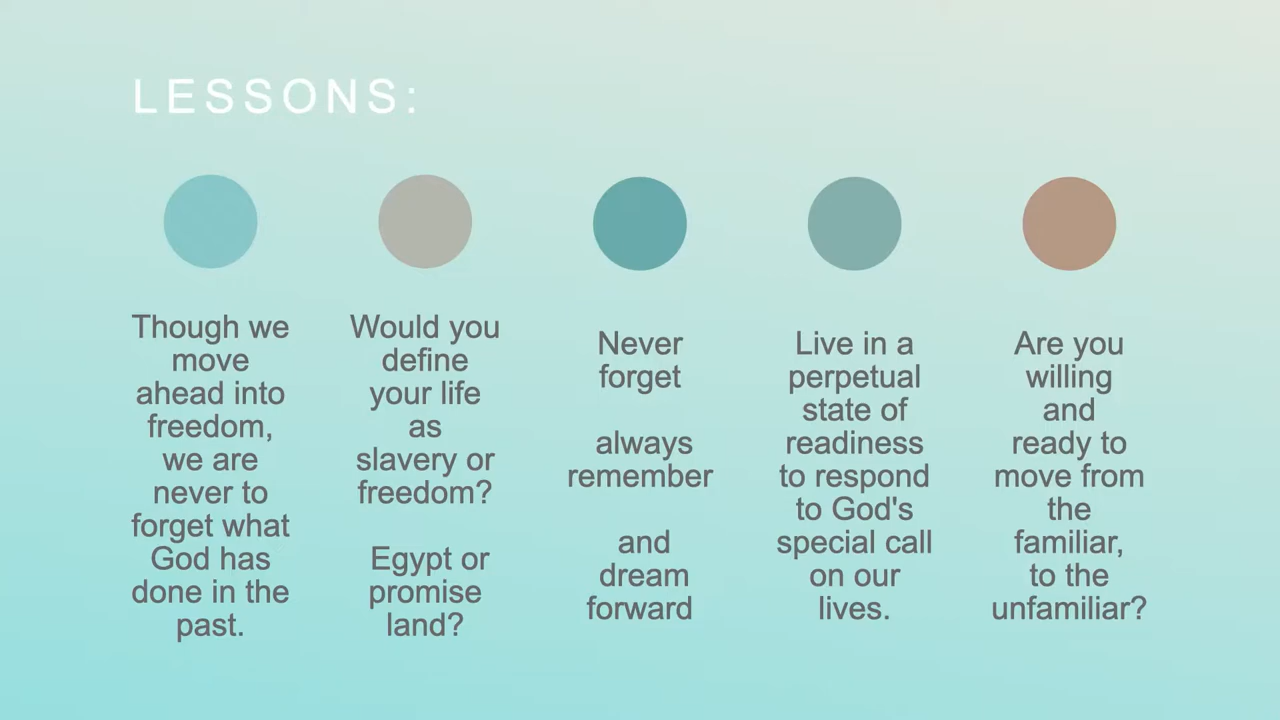 LESSONS:
Though we
move
ahead into
freedom,
we are
never to
forget what
God has
done in the
past.
Would you
define
your life
as
slavery or
freedom?
Egypt or
promise
land?
Never
forget
always
remember
and
dream
forward
Live in a
perpetual
state of
readiness
to respond
to God's
special call
on our
lives.
Are you
willing
and
ready to
move from
the
familiar,
to the
unfamiliar?